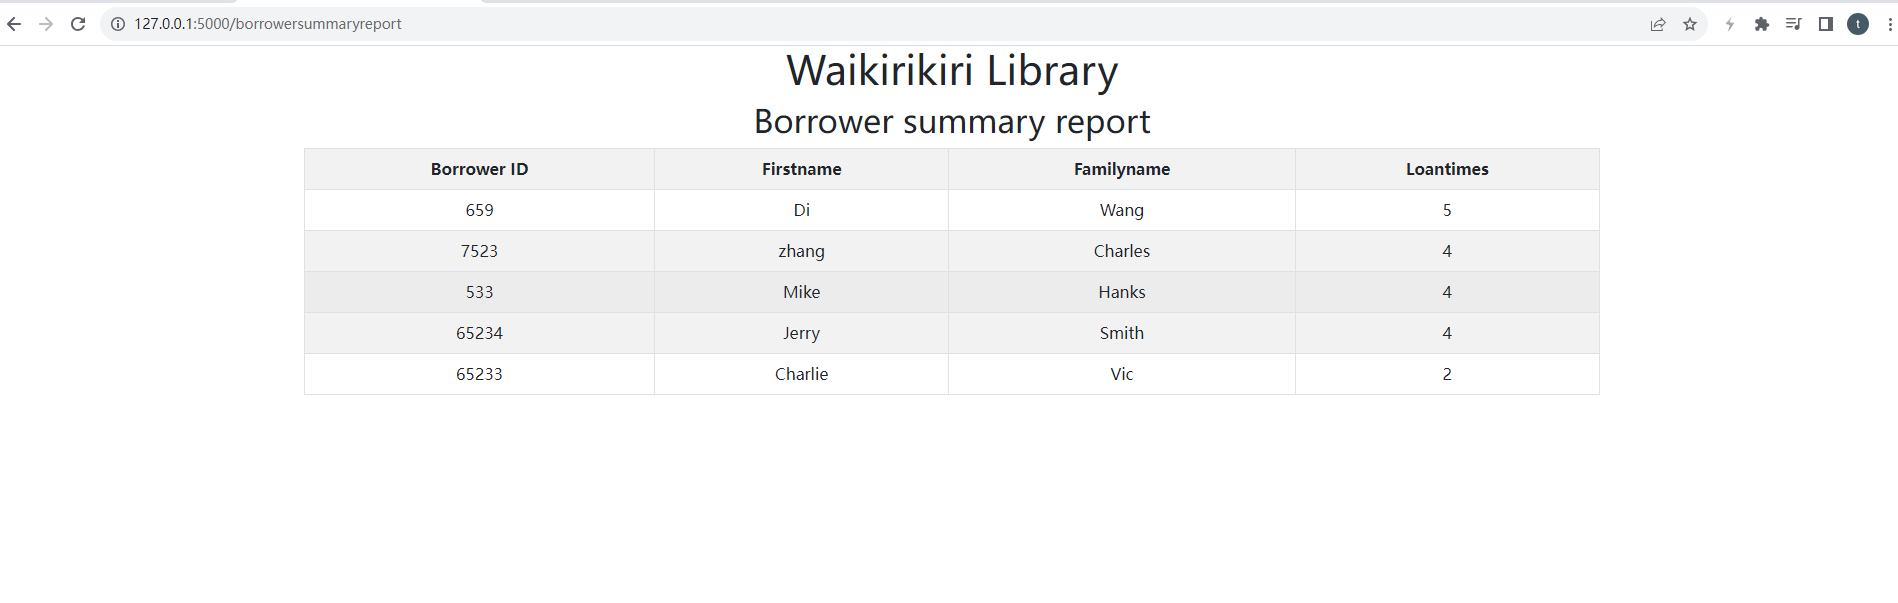 127.0.0.1:5000/borrowersummaryreport
t
Waikirikiri Library
Borrower summary report
Borrower ID Firstname Familyname Loantimes
659 Di Wang 5
7523 zhang Charles 4
533 Mike Hanks 4
65234 Jerry Smith 4
65233 Charlie Vic 2